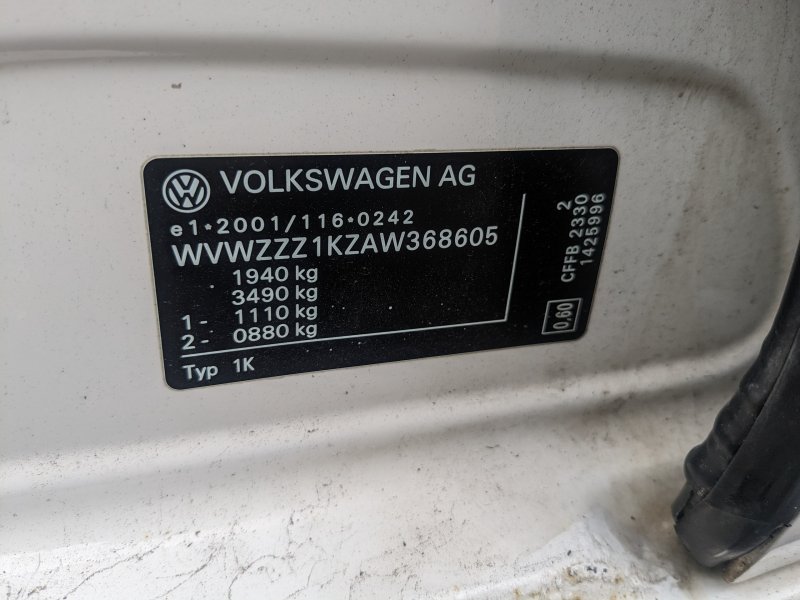 VOLKSWAGEN AG
e1*2001/116*0242
WVWZZZ1KZAW368605
1940 kg
3490 kg
1 - 1110 kg
2 - 0880 kg
Typ 1K
2
CFFB 2330
1425996
0,60